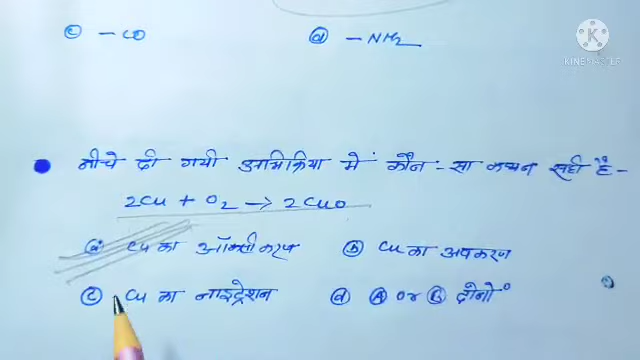 K
KINEMASTER
(c) - CO (d) - NH2
नीचे दी गयी अभिक्रिया में कौन-सा कथन सही है -
2Cu + O2 → 2CuO
(a) Cu का ऑक्सीकरण (b) Cu का अपकरण
(c) Cu का नाइट्रेशन (d) (A) or (B) दोनों